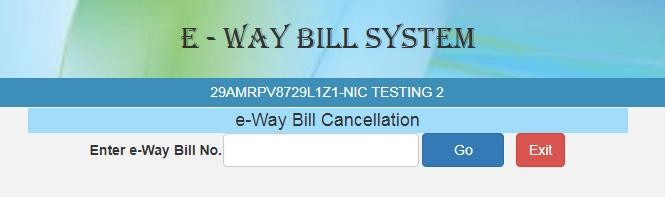 E - WAY BILL SYSTEM
29AMRPV8729L1Z1-NIC TESTING 2
e-Way Bill Cancellation
Enter e-Way Bill No. Go Exit